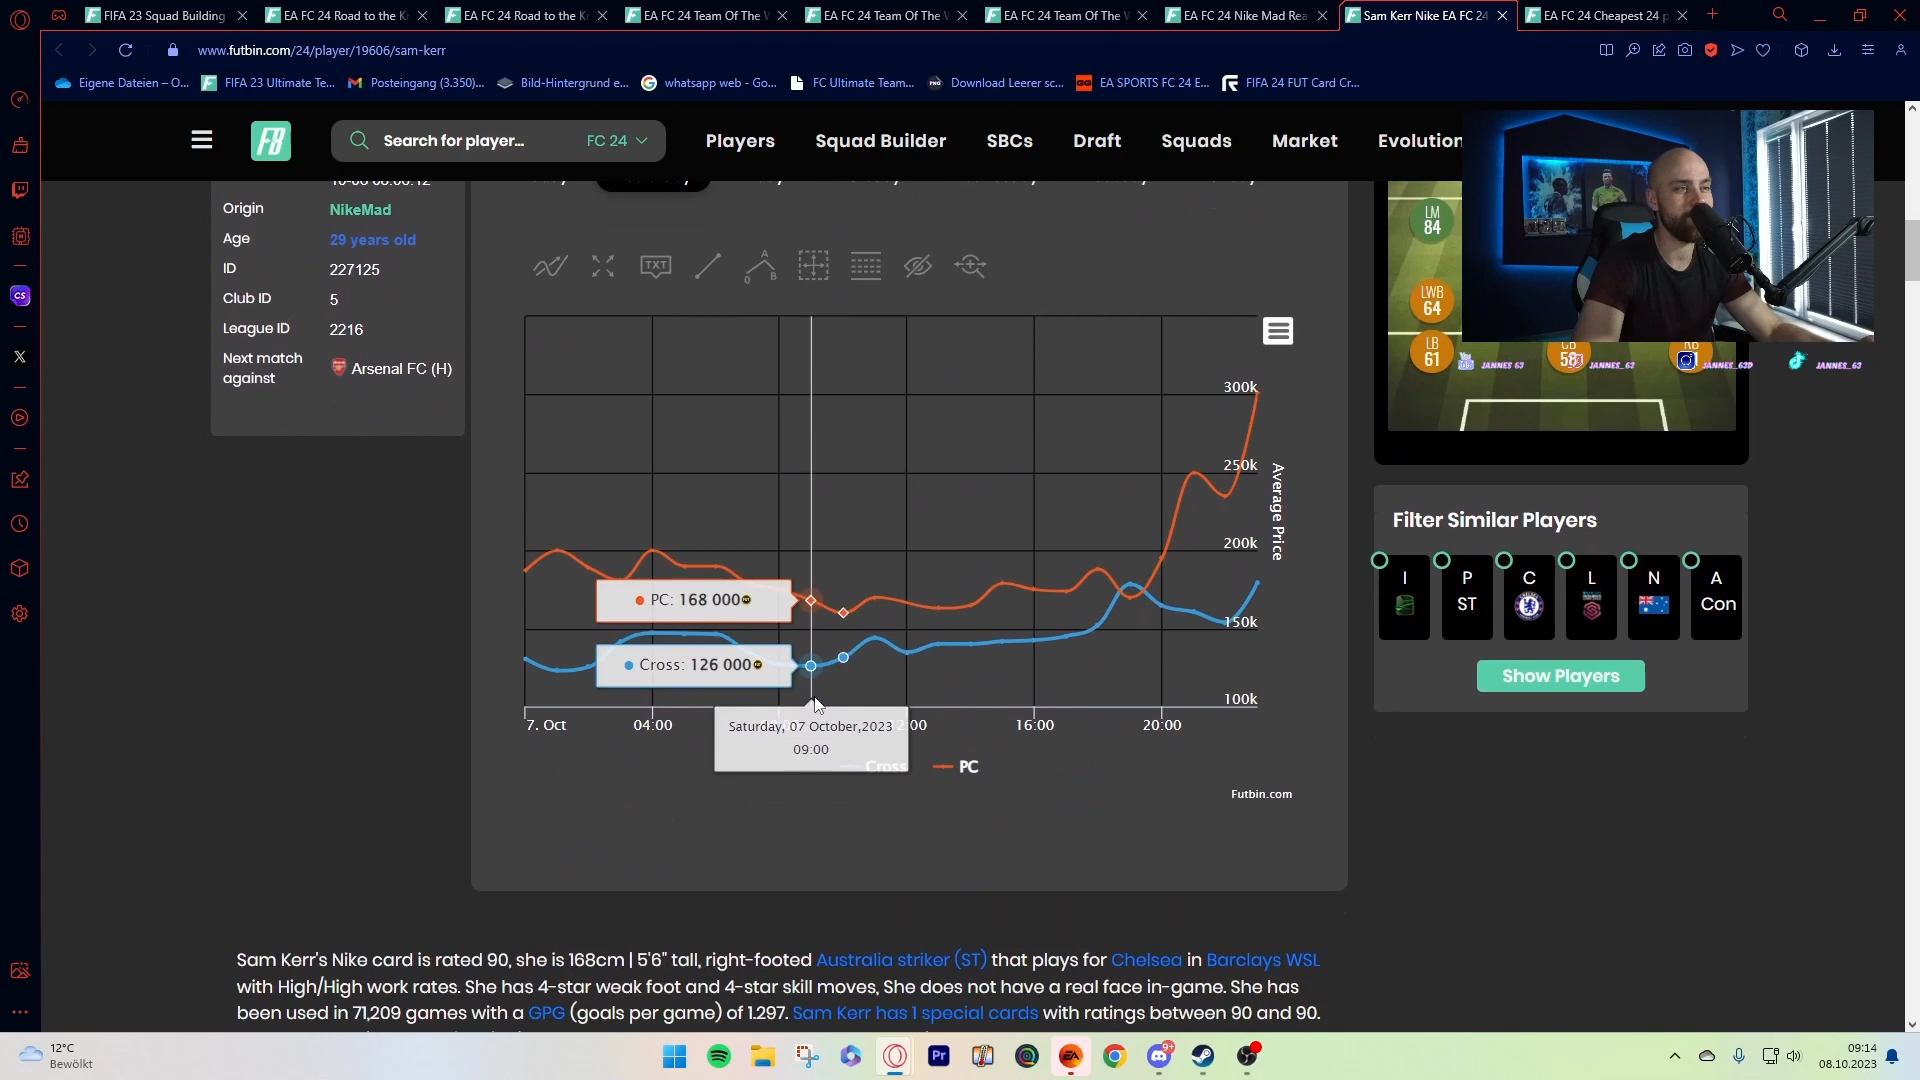 FIFA 23 Squad Building
EA FC 24 Road to the K
EA FC 24 Road to the K
EA FC 24 Team Of The
EA FC 24 Team Of The
EA FC 24 Team Of The
EA FC 24 Nike Mad Rea
Sam Kerr Nike EA FC 24
EA FC 24 Cheapest 24 p
www.futbin.com/24/player/19606/sam-kerr
Eigene Dateien – O...
FIFA 23 Ultimate Te...
Posteingang (3.350)...
Bild-Hintergrund e...
whatsapp web - Go...
FC Ultimate Team...
Download Leerer sc...
EA SPORTS FC 24 E...
FIFA 24 FUT Card Cr...
Search for player...
FC 24
Players
Squad Builder
SBCs
Draft
Squads
Market
Evolution
Origin NikeMad
Age 29 years old
ID 227125
Club ID 5
League ID 2216
Next match against Arsenal FC (H)
TXT
A
0 B
300k
250k
200k
150k
100k
Average Price
PC: 168 000
Cross: 126 000
7. Oct
04:00
16:00
20:00
Saturday, 07 October,2023
09:00
Cross
PC
Futbin.com
LM
84
LWB
64
LB
61
CB
58
RB
JANNES 63
JANNES_63
JANNES_63D
JANNES_63
Filter Similar Players
I
P
ST
C
L
N
A
Con
Show Players
Sam Kerr's Nike card is rated 90, she is 168cm | 5'6" tall, right-footed Australia striker (ST) that plays for Chelsea in Barclays WSL
with High/High work rates. She has 4-star weak foot and 4-star skill moves, She does not have a real face in-game. She has
been used in 71,209 games with a GPG (goals per game) of 1.297. Sam Kerr has 1 special cards with ratings between 90 and 90.
12°C
Bewölkt
09:14
08.10.2023